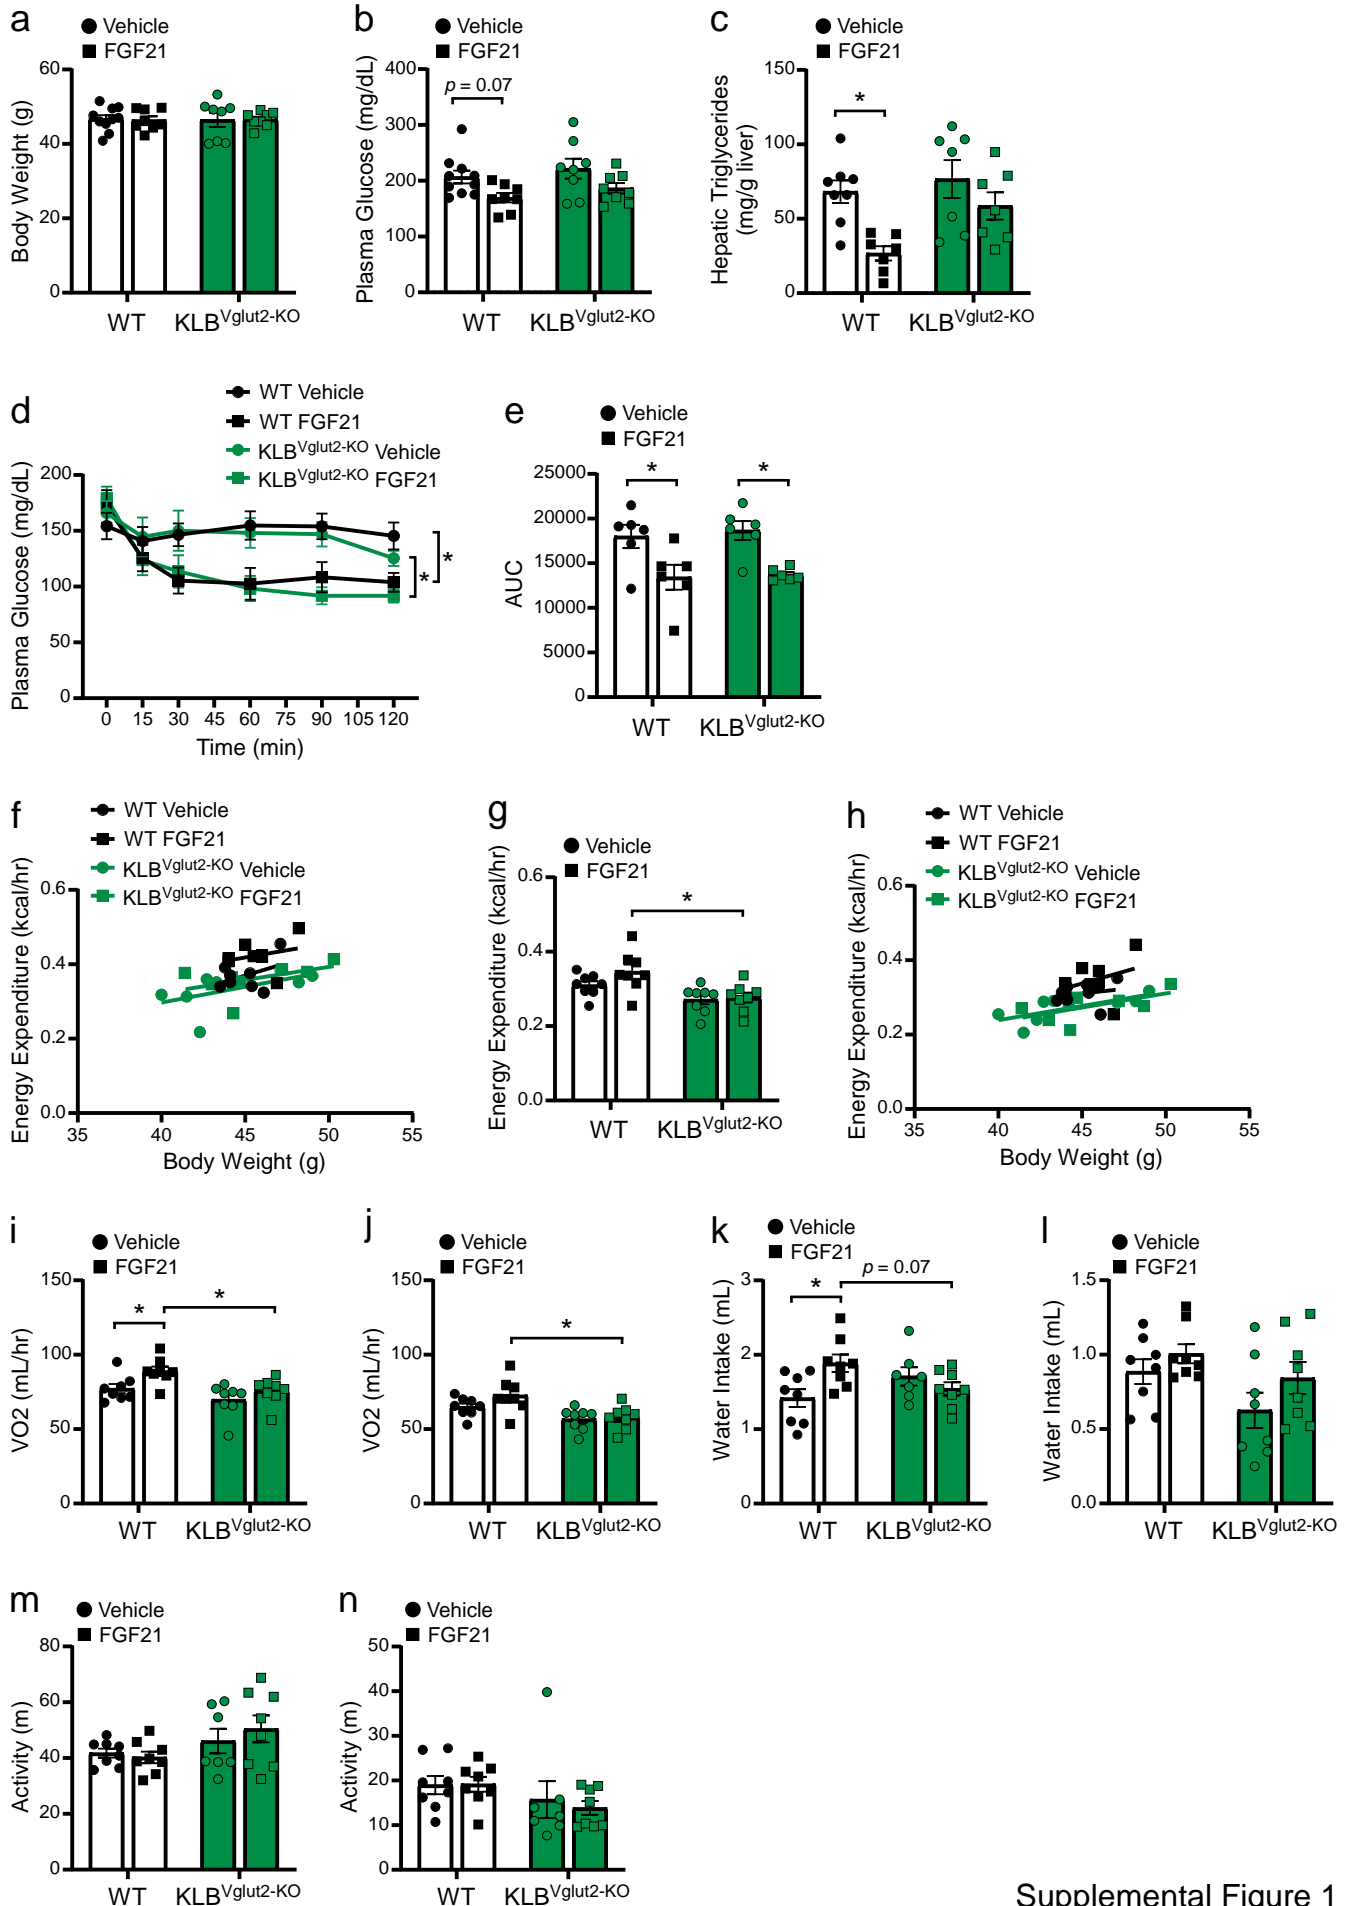 a
Vehicle
FGF21
Body Weight (g)
60
40
20
0
WT
KLBVglut2-KO
b
Vehicle
FGF21
Plasma Glucose (mg/dL)
400
300
200
100
0
p = 0.07
WT
KLBVglut2-KO
c
Vehicle
FGF21
Hepatic Triglycerides
(mg/g liver)
150
100
50
0
*
WT
KLBVglut2-KO
d
WT Vehicle
WT FGF21
KLBVglut2-KO Vehicle
KLBVglut2-KO FGF21
Plasma Glucose (mg/dL)
200
150
100
50
0
*
*
0 15 30 45 60 75 90 105 120
Time (min)
e
Vehicle
FGF21
AUC
25000
20000
15000
10000
5000
0
*
*
WT
KLBVglut2-KO
f
WT Vehicle
WT FGF21
KLBVglut2-KO Vehicle
KLBVglut2-KO FGF21
Energy Expenditure (kcal/hr)
0.6
0.4
0.2
0.0
35 40 45 50 55
Body Weight (g)
g
Vehicle
FGF21
Energy Expenditure (kcal/hr)
0.6
0.4
0.2
0.0
*
WT
KLBVglut2-KO
h
WT Vehicle
WT FGF21
KLBVglut2-KO Vehicle
KLBVglut2-KO FGF21
Energy Expenditure (kcal/hr)
0.6
0.4
0.2
0.0
35 40 45 50 55
Body Weight (g)
i
Vehicle
FGF21
VO2 (mL/hr)
150
100
50
0
*
*
WT
KLBVglut2-KO
j
Vehicle
FGF21
VO2 (mL/hr)
150
100
50
0
*
WT
KLBVglut2-KO
k
Vehicle
FGF21
Water Intake (mL)
3
2
1
0
*
p = 0.07
WT
KLBVglut2-KO
l
Vehicle
FGF21
Water Intake (mL)
1.5
1.0
0.5
0.0
WT
KLBVglut2-KO
m
Vehicle
FGF21
Activity (m)
80
60
40
20
0
WT
KLBVglut2-KO
n
Vehicle
FGF21
Activity (m)
50
40
30
20
10
0
WT
KLBVglut2-KO
Supplemental Figure 1